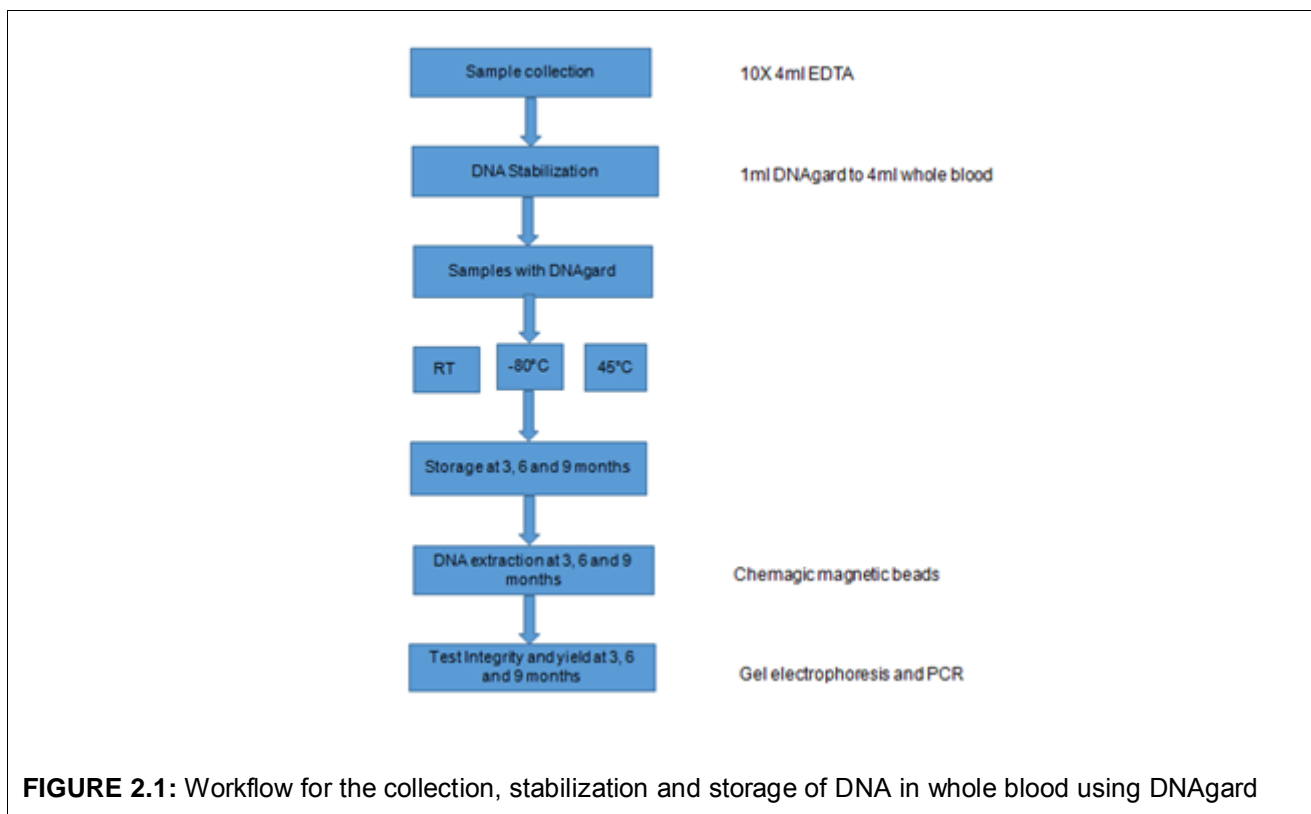 Sample collection
10X 4ml EDTA
DNA Stabilization
1ml DNAgard to 4ml whole blood
Samples with DNAgard
RT
-80°C
45°C
Storage at 3, 6 and 9 months
DNA extraction at 3, 6 and 9
months
Chemagic magnetic beads
Test Integrity and yield at 3, 6
and 9 months
Gel electrophoresis and PCR
FIGURE 2.1: Workflow for the collection, stabilization and storage of DNA in whole blood using DNAgard